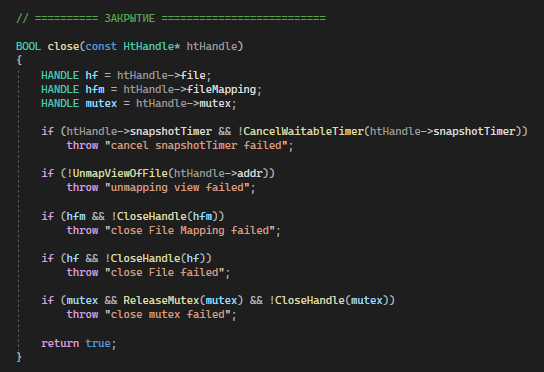 // ========== ЗАКРЫТИЕ ==========================
BOOL close(const HtHandle* htHandle)
{
HANDLE hf = htHandle->file;
HANDLE hfm = htHandle->fileMapping;
HANDLE mutex = htHandle->mutex;
if (htHandle->snapshotTimer && !CancelWaitableTimer(htHandle->snapshotTimer))
throw "cancel snapshotTimer failed";
if (!UnmapViewOfFile(htHandle->addr))
throw "unmapping view failed";
if (hfm && !CloseHandle(hfm))
throw "close File Mapping failed";
if (hf && !CloseHandle(hf))
throw "close File failed";
if (mutex && ReleaseMutex(mutex) && !CloseHandle(mutex))
throw "close mutex failed";
return true;
}